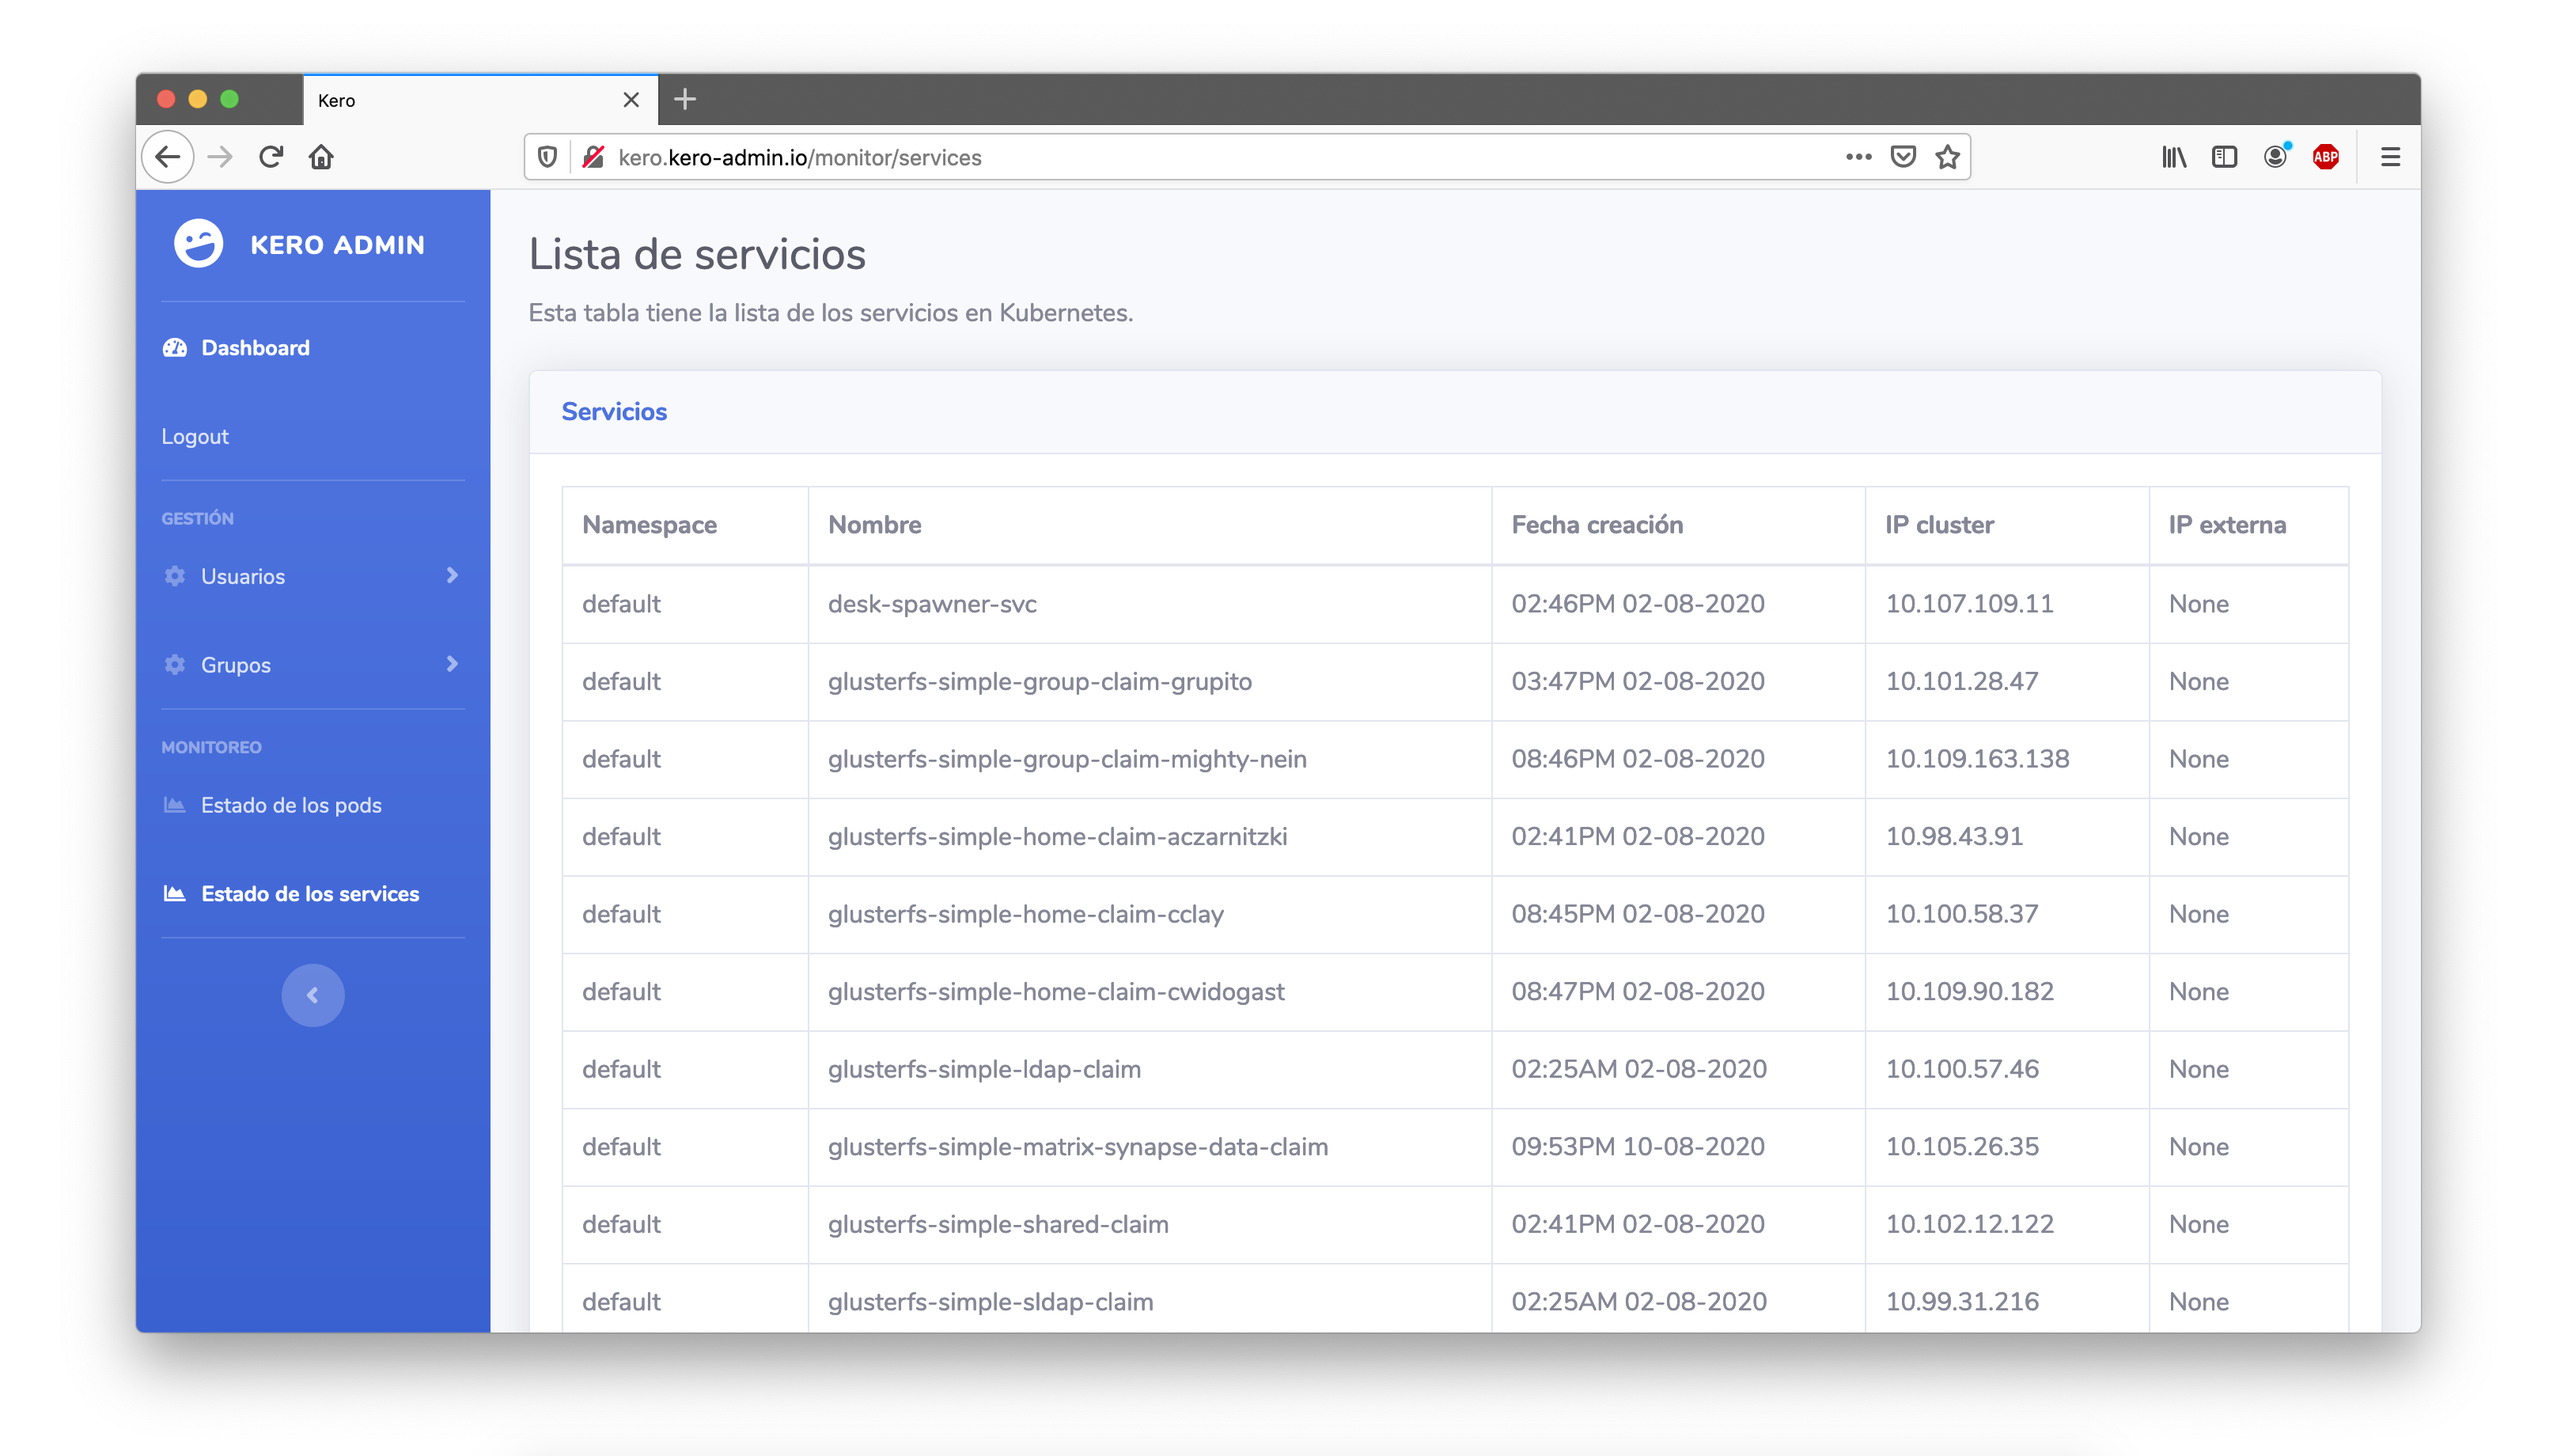 Kero
kero.kero-admin.io/monitor/services
ABP
KERO ADMIN
Dashboard
Logout
GESTIÓN
Usuarios
Grupos
MONITOREO
Estado de los pods
Estado de los services
Lista de servicios
Esta tabla tiene la lista de los servicios en Kubernetes.
Servicios
Namespace Nombre Fecha creación IP cluster IP externa
default desk-spawner-svc 02:46PM 02-08-2020 10.107.109.11 None
default glusterfs-simple-group-claim-grupito 03:47PM 02-08-2020 10.101.28.47 None
default glusterfs-simple-group-claim-mighty-nein 08:46PM 02-08-2020 10.109.163.138 None
default glusterfs-simple-home-claim-aczarnitzki 02:41PM 02-08-2020 10.98.43.91 None
default glusterfs-simple-home-claim-cclay 08:45PM 02-08-2020 10.100.58.37 None
default glusterfs-simple-home-claim-cwidogast 08:47PM 02-08-2020 10.109.90.182 None
default glusterfs-simple-ldap-claim 02:25AM 02-08-2020 10.100.57.46 None
default glusterfs-simple-matrix-synapse-data-claim 09:53PM 10-08-2020 10.105.26.35 None
default glusterfs-simple-shared-claim 02:41PM 02-08-2020 10.102.12.122 None
default glusterfs-simple-sldap-claim 02:25AM 02-08-2020 10.99.31.216 None